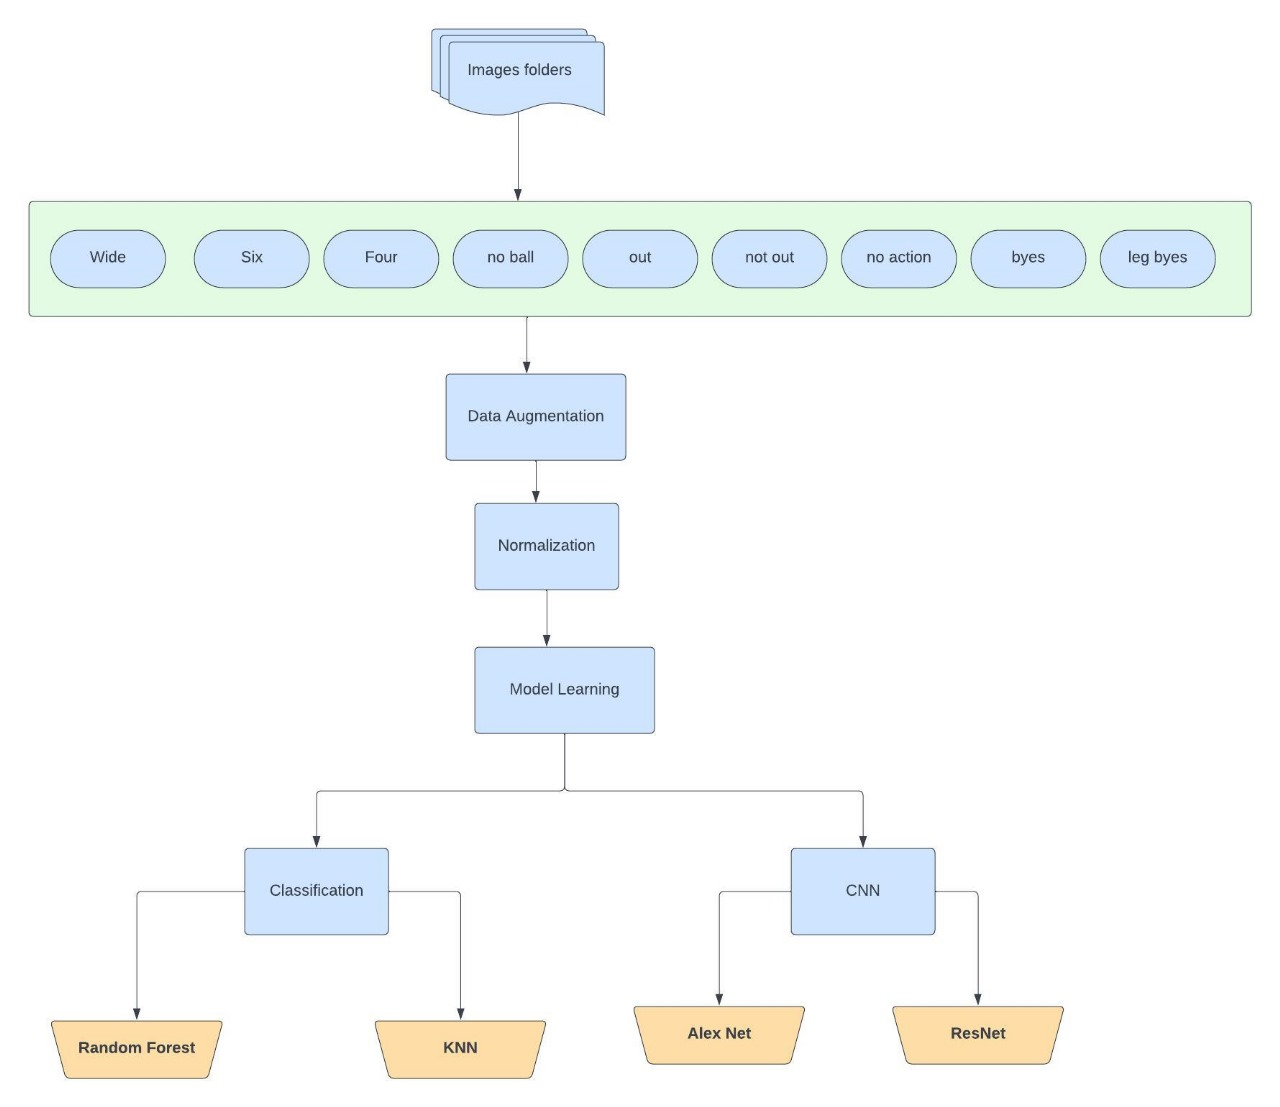 Images folders
Wide
Six
Four
no ball
out
not out
no action
byes
leg byes
Data Augmentation
Normalization
Model Learning
Classification
CNN
Random Forest
KNN
Alex Net
ResNet